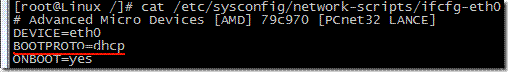 [root@Linux /]# cat /etc/sysconfig/network-scripts/ifcfg-eth0
# Advanced Micro Devices [AMD] 79c970 [PCnet32 LANCE]
DEVICE=eth0
BOOTPROTO=dhcp
ONBOOT=yes